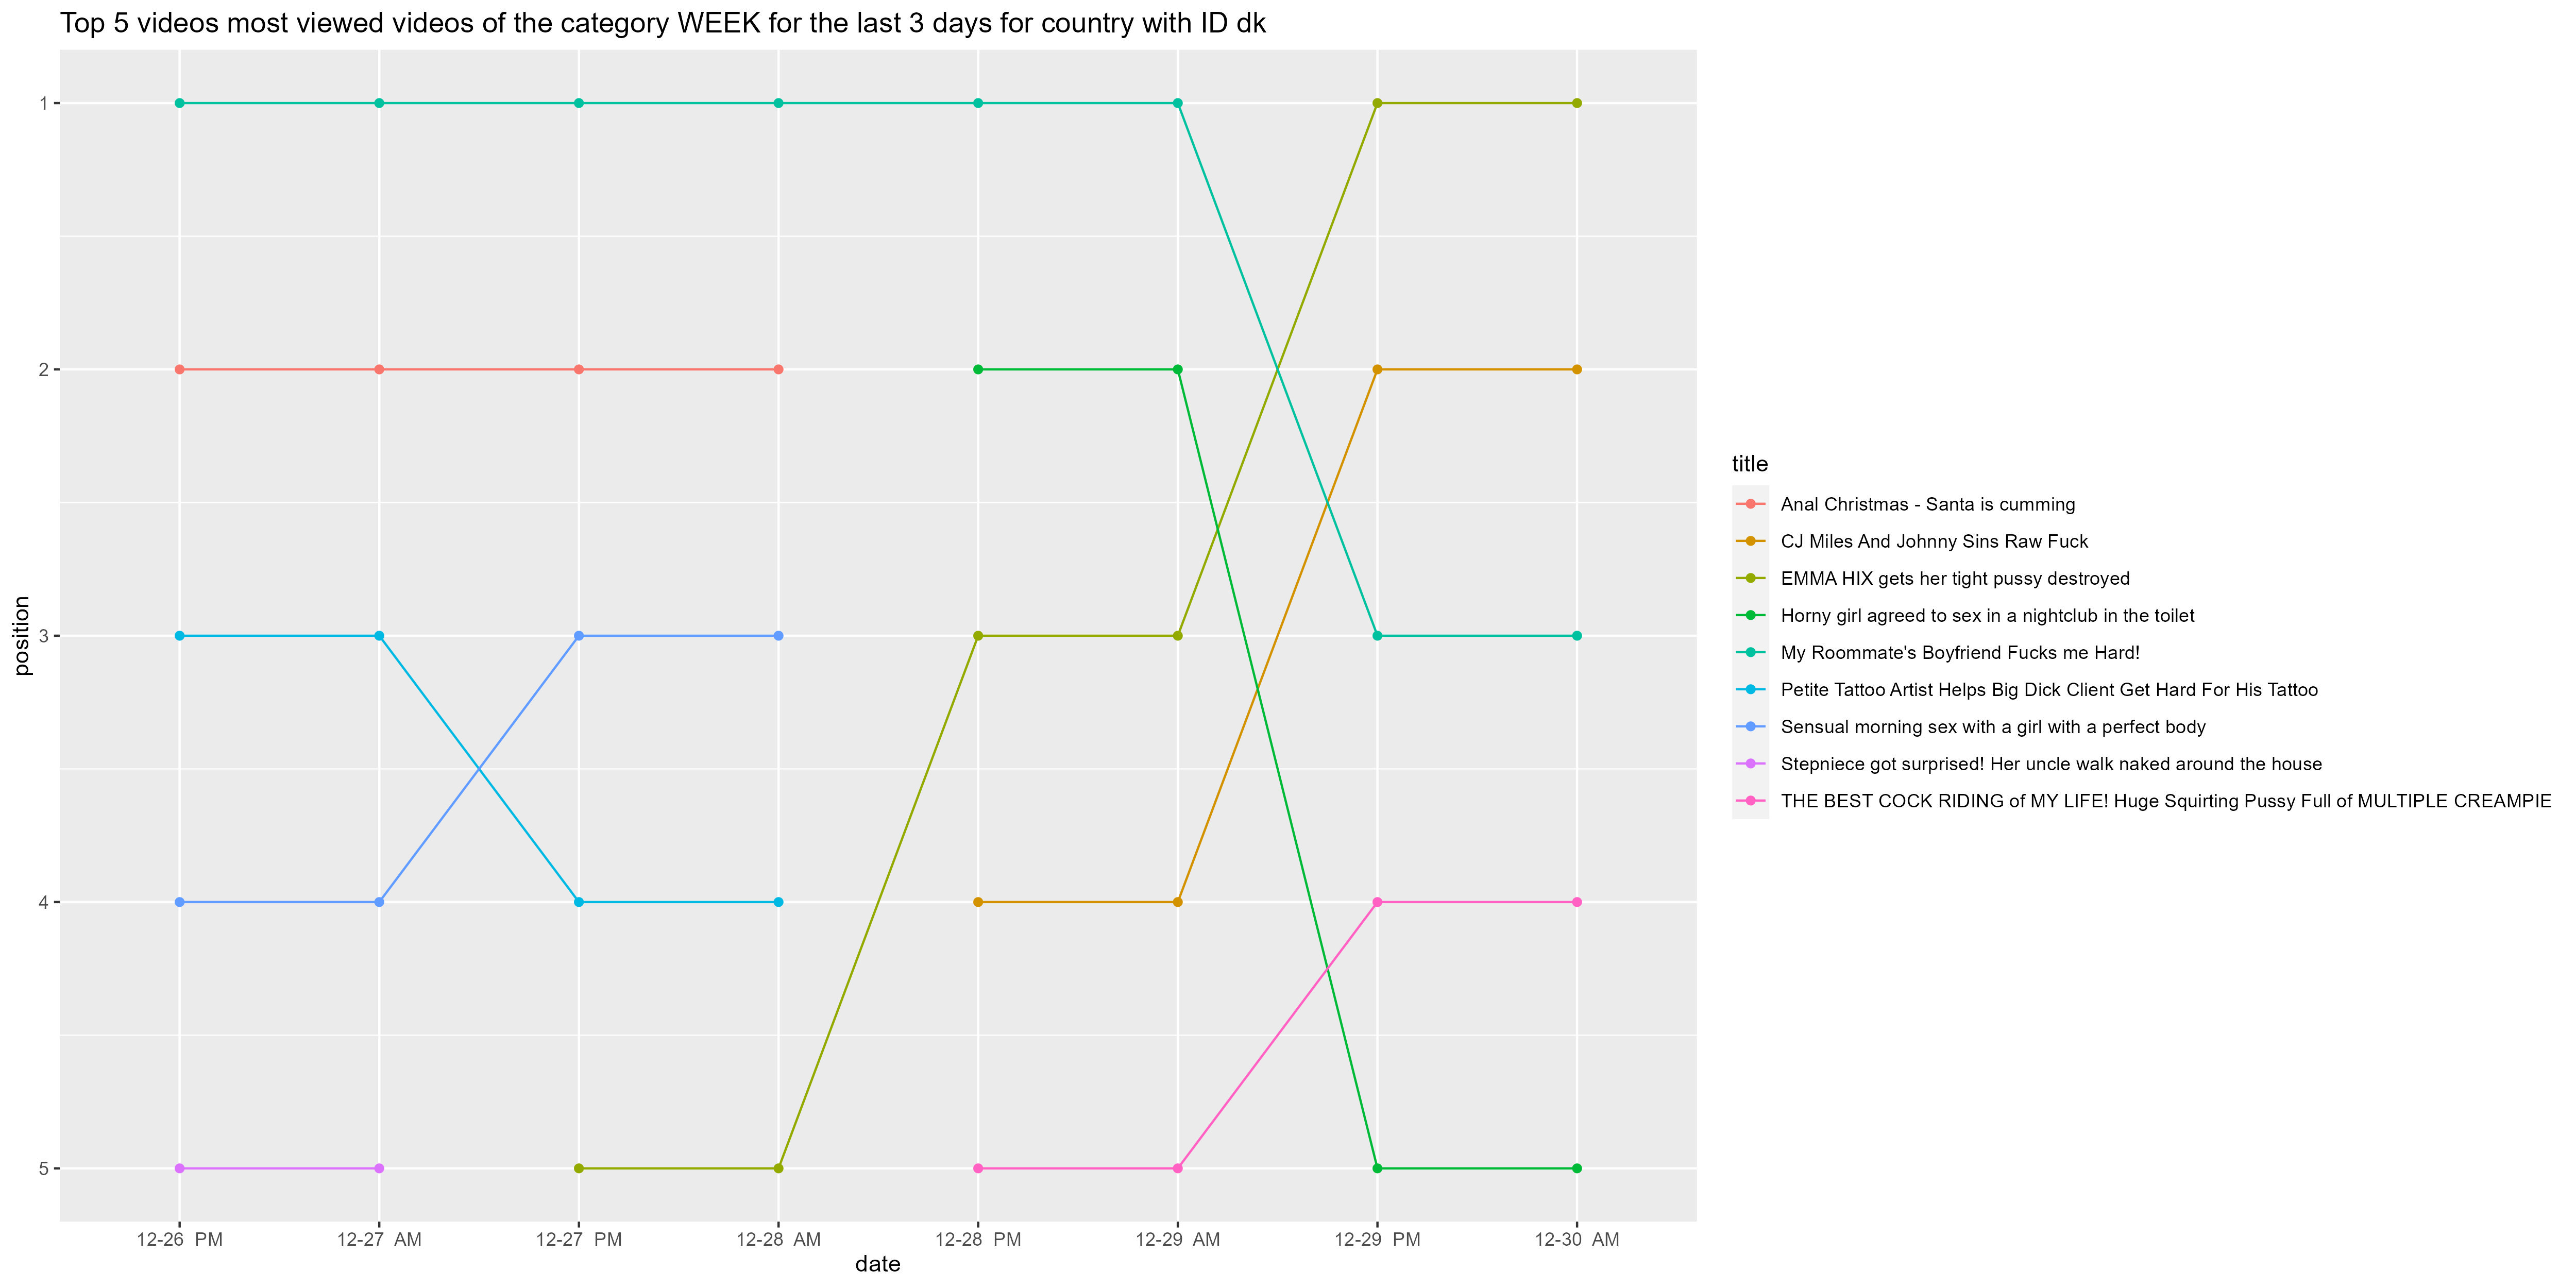 Top 5 videos most viewed videos of the category WEEK for the last 3 days for country with ID dk
1
2
3
4
5
position
12-26 PM
12-27 AM
12-27 PM
12-28 AM
12-28 PM
12-29 AM
12-29 PM
12-30 AM
date
title
Anal Christmas - Santa is cumming
CJ Miles And Johnny Sins Raw Fuck
EMMA HIX gets her tight pussy destroyed
Horny girl agreed to sex in a nightclub in the toilet
My Roommate's Boyfriend Fucks me Hard!
Petite Tattoo Artist Helps Big Dick Client Get Hard For His Tattoo
Sensual morning sex with a girl with a perfect body
Stepniece got surprised! Her uncle walk naked around the house
THE BEST COCK RIDING of MY LIFE! Huge Squirting Pussy Full of MULTIPLE CREAMPIE